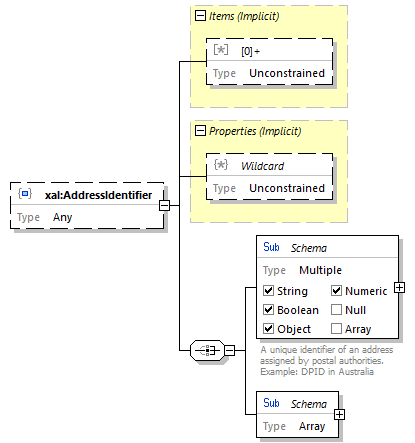 Items (Implicit)
[*] [0]+
Type Unconstrained
Properties (Implicit)
{*} Wildcard
Type Unconstrained
xal:AddressIdentifier
Type Any
Sub Schema
Type Multiple
String Numeric
Boolean Null
Object Array
A unique identifier of an address
assigned by postal authorities.
Example: DPID in Australia
Sub Schema
Type Array